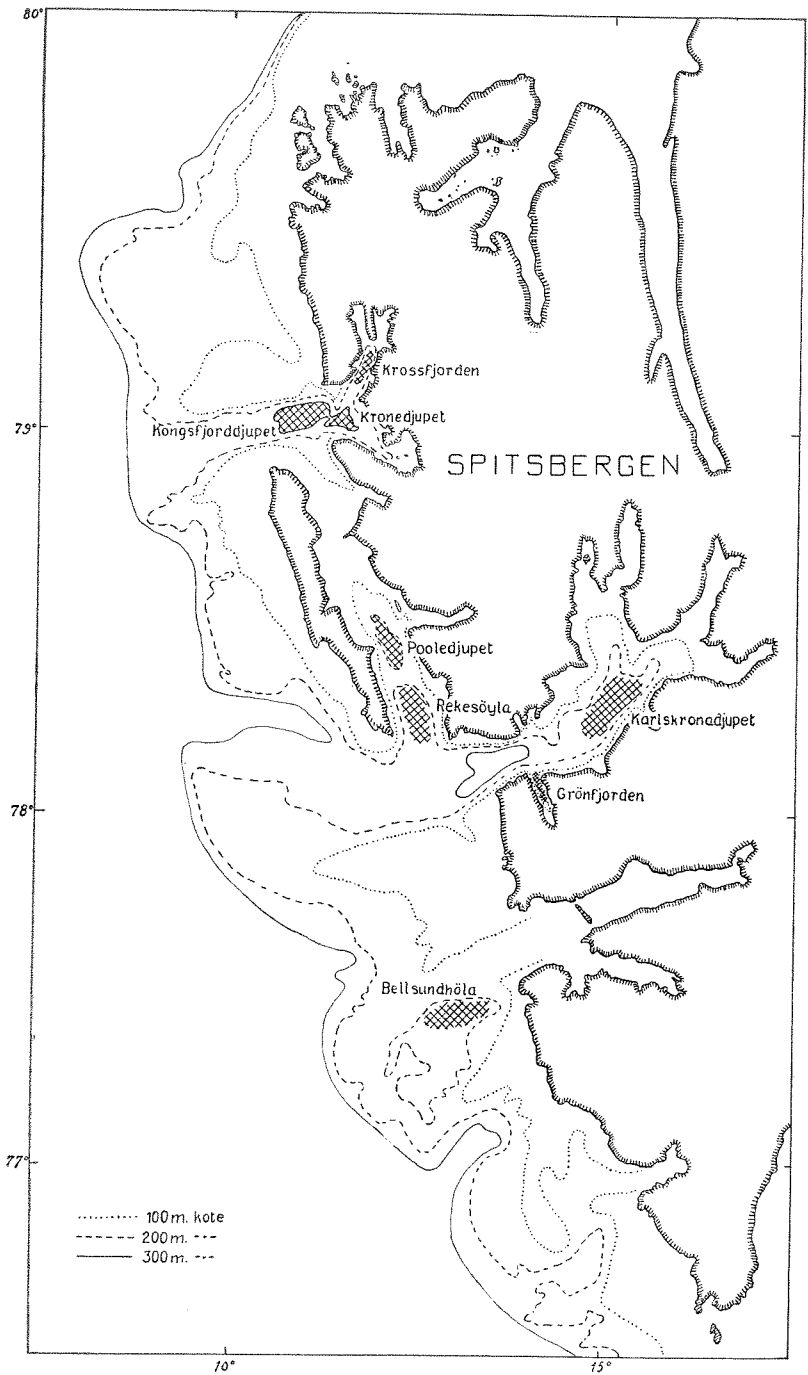 80°
Krossfjorden
Kronedjupet
79°
Kongsfjorddjupet
SPITSBERGEN
Pooledjupet
Rekesöyla
Karlskronadjupet
Grönfjorden
78°
Bellsundhöla
77°
100 m. kote
200 m. -·-
300 m. -·-
10°
15°